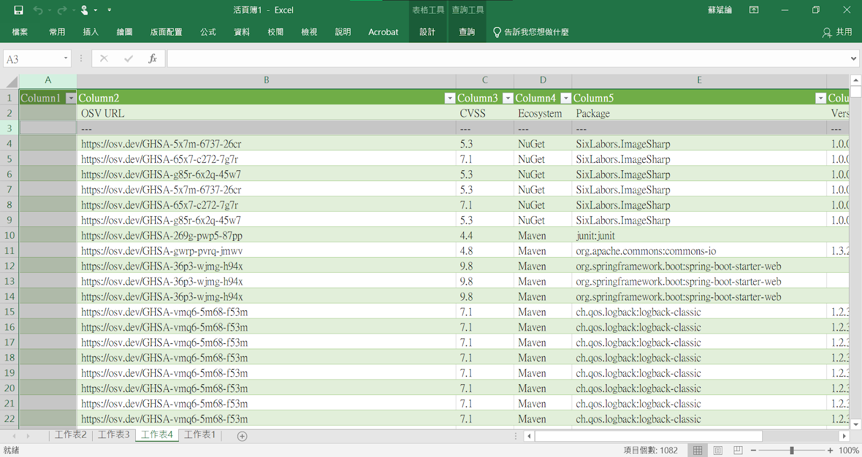 活頁簿1 - Excel
表格工具 查詢工具
蘇斌論
檔案 常用 插入 繪圖 版面配置 公式 資料 校閱 檢視 說明 Acrobat 設計 查詢 告訴我您想做什麼 共用
A3 fx
A B C D E
1 Column1 Column2 Column3 Column4 Column5 Colu
2 OSV URL CVSS Ecosystem Package Vers
3 --- --- --- ---
4 https://osv.dev/GHSA-5x7m-6737-26cr 5.3 NuGet SixLabors.ImageSharp 1.0.0
5 https://osv.dev/GHSA-65x7-c272-7g7r 7.1 NuGet SixLabors.ImageSharp 1.0.0
6 https://osv.dev/GHSA-g85r-6x2q-45w7 5.3 NuGet SixLabors.ImageSharp 1.0.0
7 https://osv.dev/GHSA-5x7m-6737-26cr 5.3 NuGet SixLabors.ImageSharp 1.0.0
8 https://osv.dev/GHSA-65x7-c272-7g7r 7.1 NuGet SixLabors.ImageSharp 1.0.0
9 https://osv.dev/GHSA-g85r-6x2q-45w7 5.3 NuGet SixLabors.ImageSharp 1.0.0
10 https://osv.dev/GHSA-269g-pwp5-87pp 4.4 Maven junit:junit
11 https://osv.dev/GHSA-gwrp-pvrq-jmwv 4.8 Maven org.apache.commons:commons-io 1.3.2
12 https://osv.dev/GHSA-36p3-wjmg-h94x 9.8 Maven org.springframework.boot:spring-boot-starter-web
13 https://osv.dev/GHSA-36p3-wjmg-h94x 9.8 Maven org.springframework.boot:spring-boot-starter-web
14 https://osv.dev/GHSA-36p3-wjmg-h94x 9.8 Maven org.springframework.boot:spring-boot-starter-web
15 https://osv.dev/GHSA-vmq6-5m68-f53m 7.1 Maven ch.qos.logback:logback-classic 1.2.3
16 https://osv.dev/GHSA-vmq6-5m68-f53m 7.1 Maven ch.qos.logback:logback-classic 1.2.3
17 https://osv.dev/GHSA-vmq6-5m68-f53m 7.1 Maven ch.qos.logback:logback-classic 1.2.3
18 https://osv.dev/GHSA-vmq6-5m68-f53m 7.1 Maven ch.qos.logback:logback-classic 1.2.3
19 https://osv.dev/GHSA-vmq6-5m68-f53m 7.1 Maven ch.qos.logback:logback-classic 1.2.3
20 https://osv.dev/GHSA-vmq6-5m68-f53m 7.1 Maven ch.qos.logback:logback-classic 1.2.3
21 https://osv.dev/GHSA-vmq6-5m68-f53m 7.1 Maven ch.qos.logback:logback-classic 1.2.3
22 https://osv.dev/GHSA-vmq6-5m68-f53m 7.1 Maven ch.qos.logback:logback-classic 1.2.3
工作表2 工作表3 工作表4 工作表1
就緒 項目個數: 1082 100%